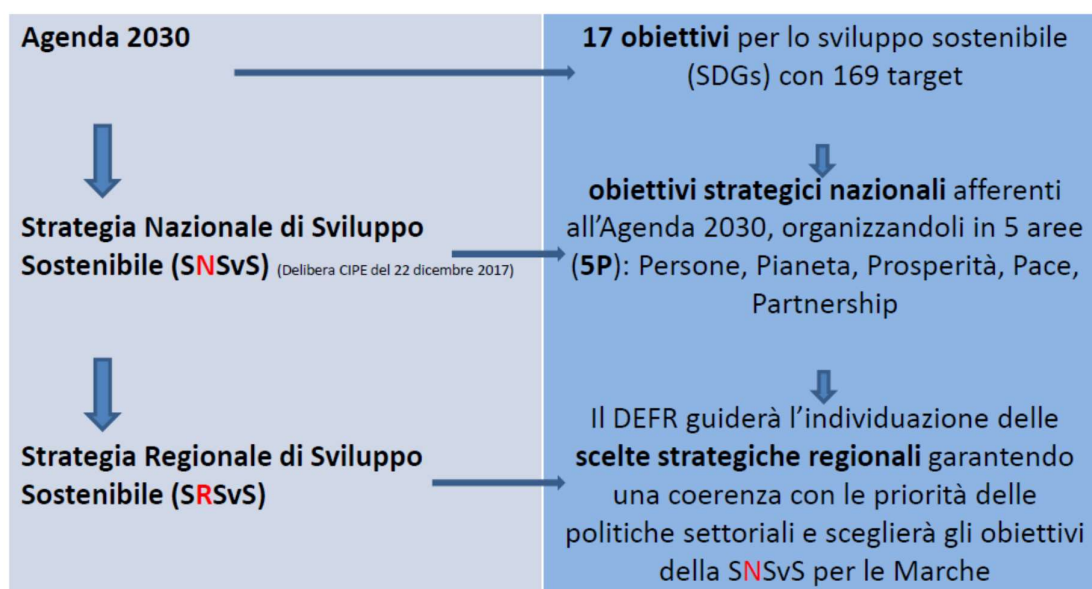 Agenda 2030
17 obiettivi per lo sviluppo sostenibile
(SDGs) con 169 target
Strategia Nazionale di Sviluppo
Sostenibile (SNSvS) (Delibera CIPE del 22 dicembre 2017)
obiettivi strategici nazionali afferenti
all'Agenda 2030, organizzandoli in 5 aree
(5P): Persone, Pianeta, Prosperità, Pace,
Partnership
Strategia Regionale di Sviluppo
Sostenibile (SRSvS)
Il DEFR guiderà l'individuazione delle
scelte strategiche regionali garantendo
una coerenza con le priorità delle
politiche settoriali e sceglierà gli obiettivi
della SNSvS per le Marche